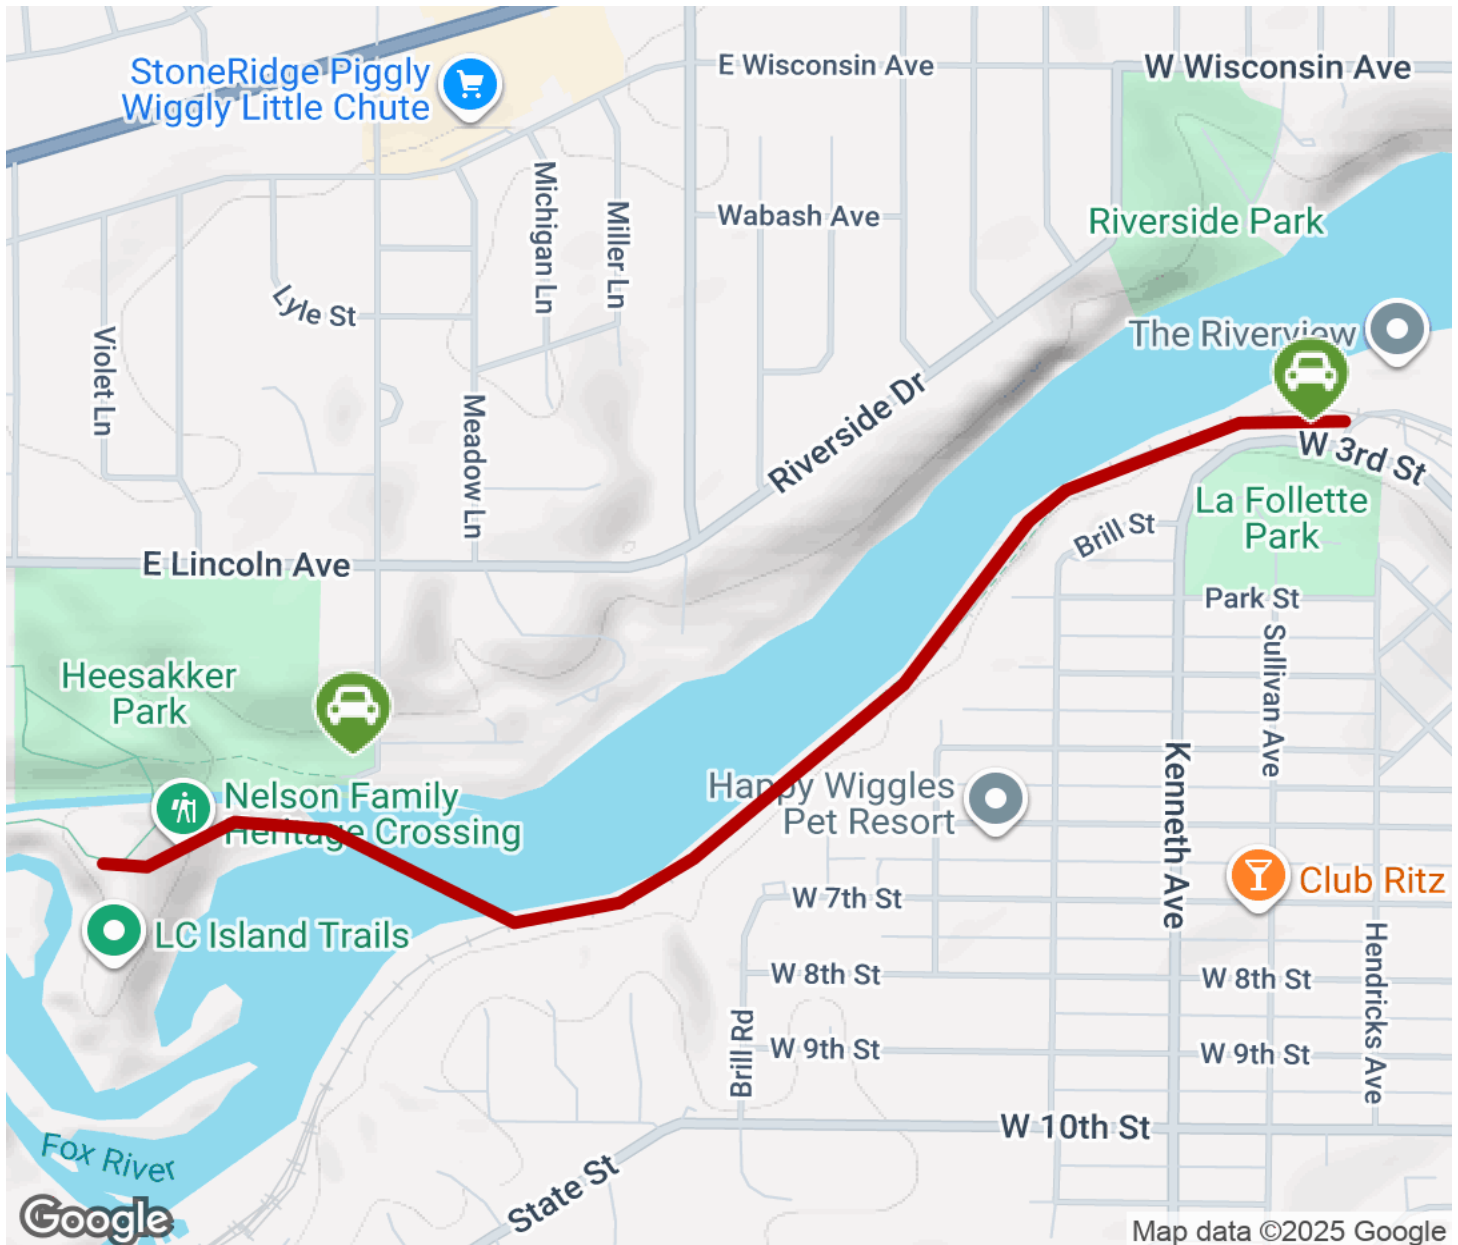 StoneRidge Piggly
Wiggly Little Chute
E Wisconsin Ave
W Wisconsin Ave
Michigan Ln
Miller Ln
Wabash Ave
Riverside Park
Lyle St
Violet Ln
The Riverview
Meadow Ln
Riverside Dr
W 3rd St
La Follette
Park
Brill St
E Lincoln Ave
Park St
Sullivan Ave
Heesakker
Park
Kenneth Ave
Nelson Family
Heritage Crossing
Happy Wiggles
Pet Resort
Club Ritz
W 7th St
LC Island Trails
Hendricks Ave
W 8th St
W 8th St
Brill Rd
W 9th St
W 9th St
W 10th St
Fox River
State St
Google
Map data ©2025 Google